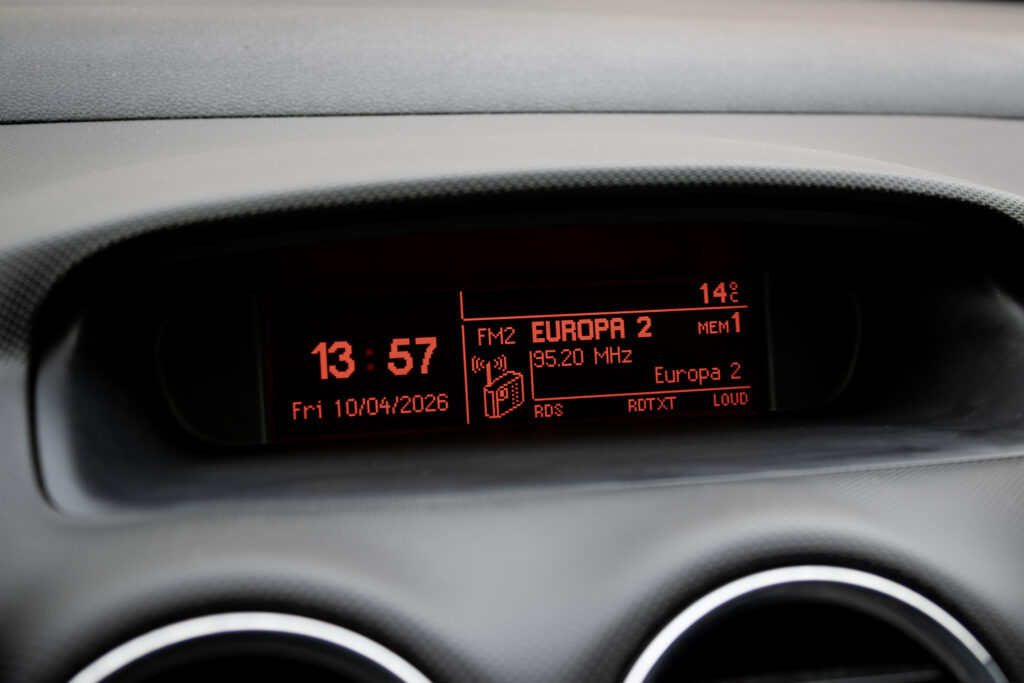 13:57
Fri 10/04/2026
14°C
FM2 EUROPA 2 MEM1
95.20 MHz
Europa 2
RDS RDTXT LOUD